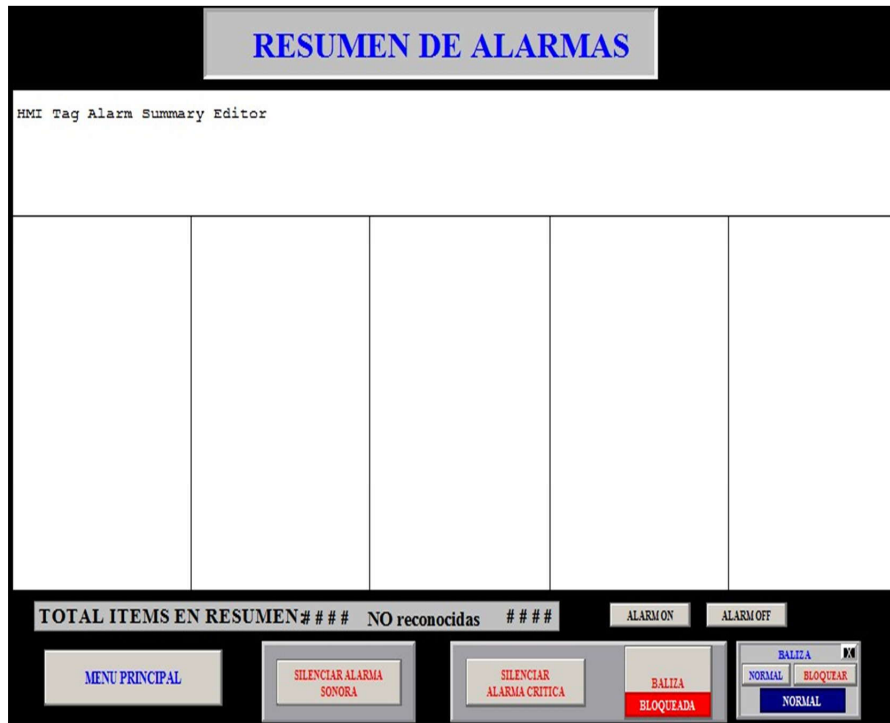 RESUMEN DE ALARMAS
HMI Tag Alarm Summary Editor
TOTAL ITEMS EN RESUMEN: #### NO reconocidas ####
ALARM ON
ALARM OFF
MENU PRINCIPAL
SILENCIAR ALARMA
SONORA
SILENCIAR
ALARMA CRITICA
BALIZA
BLOQUEADA
BALIZA X
NORMAL BLOQUEAR
NORMAL